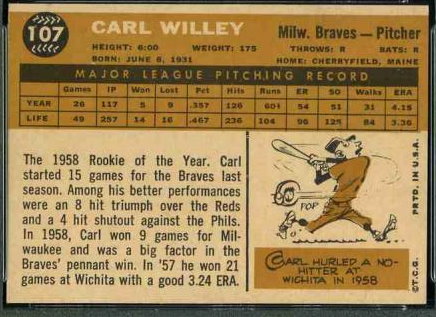 107
CARL WILLEY
Milw. Braves—Pitcher
HEIGHT: 6:00 WEIGHT: 175 THROWS: R BATS: R
BORN: JUNE 6, 1931 HOME: CHERRYFIELD, MAINE
MAJOR LEAGUE PITCHING RECORD
Games IP Won Lost Pct. Hits Runs ER SO Walks ERA
YEAR 26 117 5 9 .357 126 60‡ 54 51 31 4.15
LIFE 49 257 14 16 .467 236 104 96 125 84 3.36
The 1958 Rookie of the Year. Carl
started 15 games for the Braves last
season. Among his better performances
were an 8 hit triumph over the Reds
and a 4 hit shutout against the Phils.
In 1958, Carl won 9 games for Mil-
waukee and was a big factor in the
Braves' pennant win. In '57 he won 21
games at Wichita with a good 3.24 ERA.
POP
CARL HURLED A NO-
HITTER AT
WICHITA IN 1958
©T.C.G. PRTD. IN U.S.A.